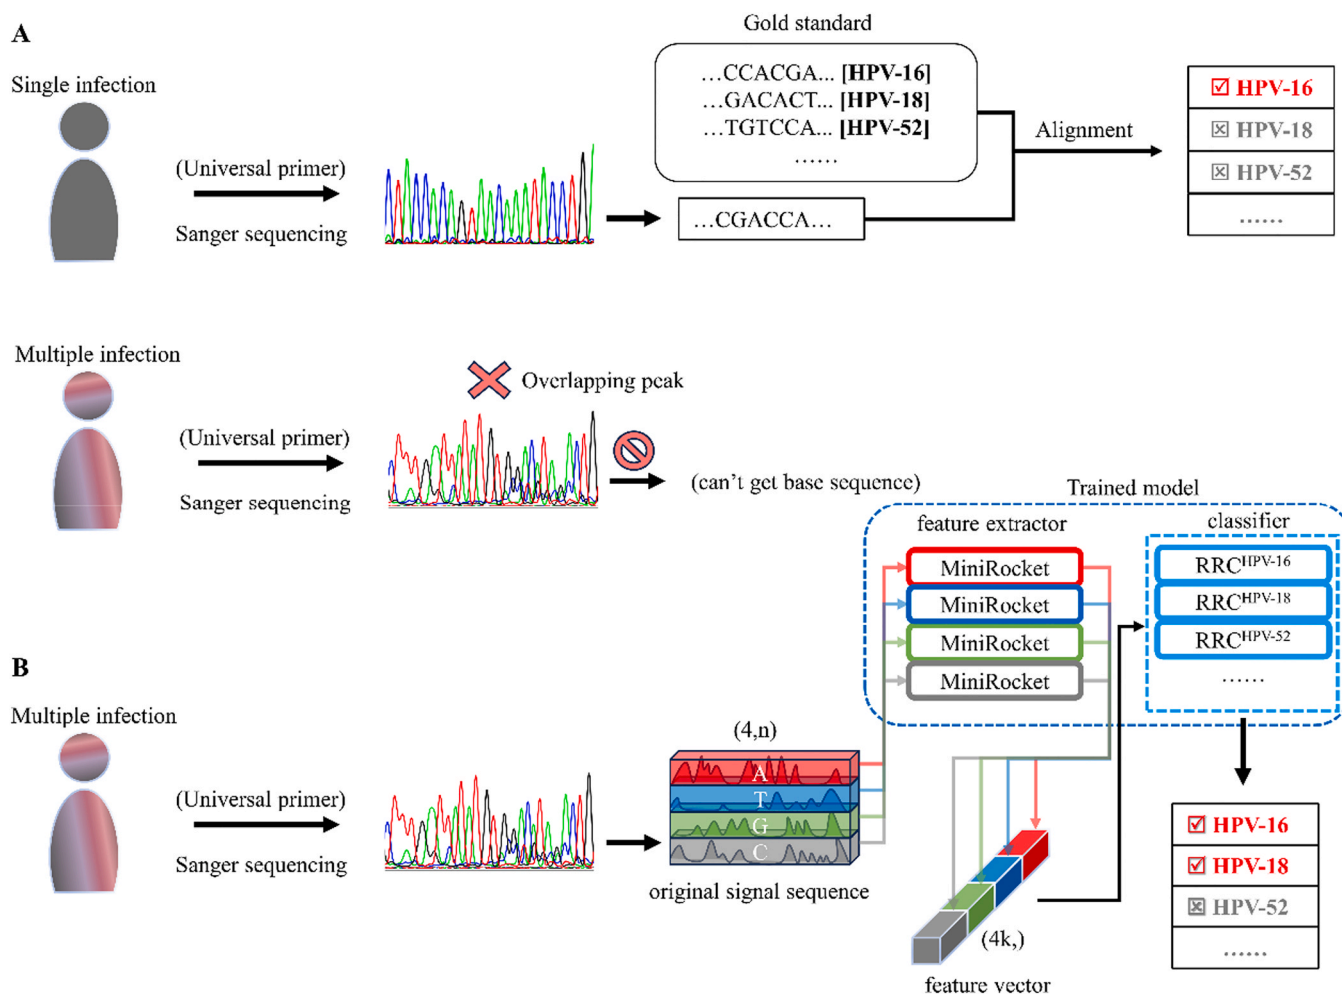 A
Gold standard
Single infection
…CCACGA... [HPV-16]
…GACACT... [HPV-18]
…TGTCCA... [HPV-52]
……
(Universal primer)
Sanger sequencing
…CGACCA…
Alignment
☑ HPV-16
☒ HPV-18
☒ HPV-52
……
Multiple infection
Overlapping peak
(Universal primer)
Sanger sequencing
(can't get base sequence)
Trained model
feature extractor
classifier
MiniRocket
MiniRocket
MiniRocket
MiniRocket
RRC^HPV-16
RRC^HPV-18
RRC^HPV-52
……
B
Multiple infection
(Universal primer)
Sanger sequencing
(4,n)
A
T
G
C
original signal sequence
(4k,)
feature vector
☑ HPV-16
☑ HPV-18
☒ HPV-52
……